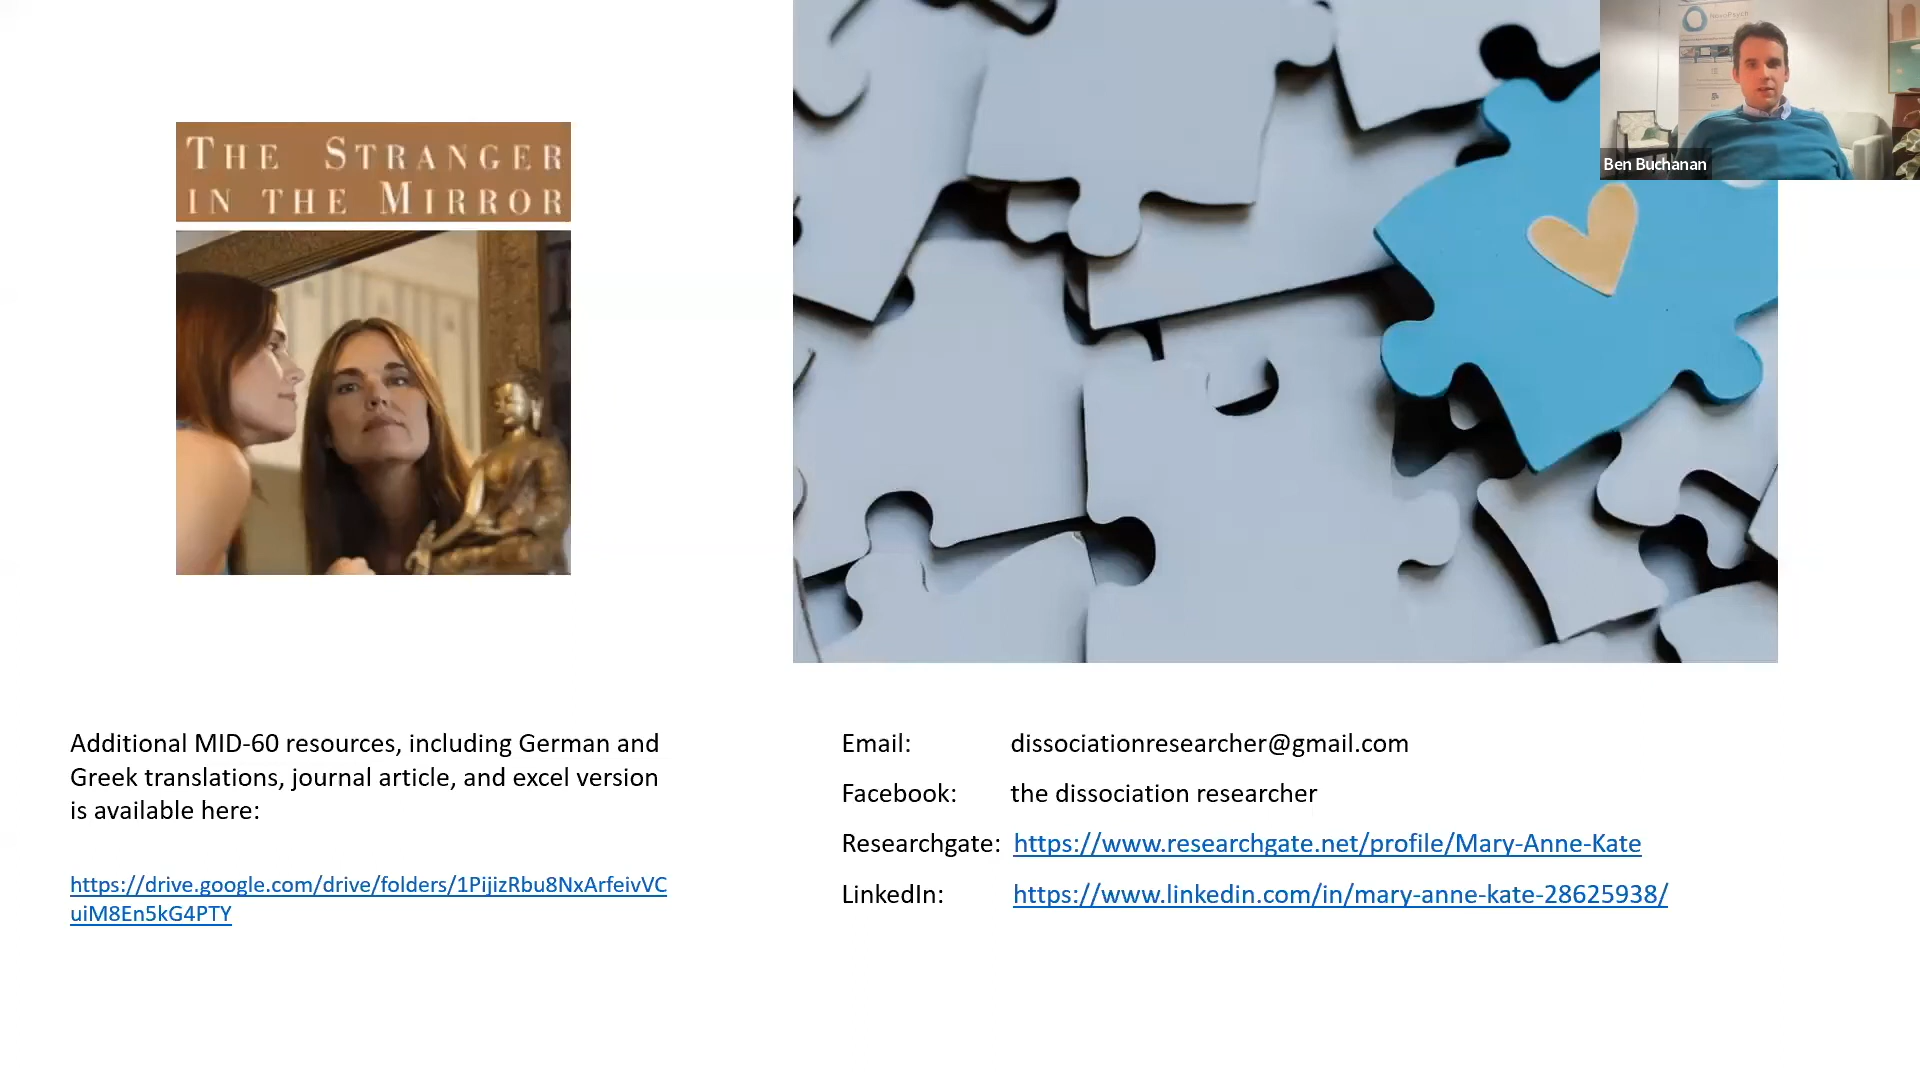 THE STRANGER
IN THE MIRROR
Ben Buchanan
Additional MID-60 resources, including German and
Greek translations, journal article, and excel version
is available here:
https://drive.google.com/drive/folders/1PijizRbu8NxArfeivVC
uiM8En5kG4PTY
Email: dissociationresearcher@gmail.com
Facebook: the dissociation researcher
Researchgate: https://www.researchgate.net/profile/Mary-Anne-Kate
LinkedIn: https://www.linkedin.com/in/mary-anne-kate-28625938/